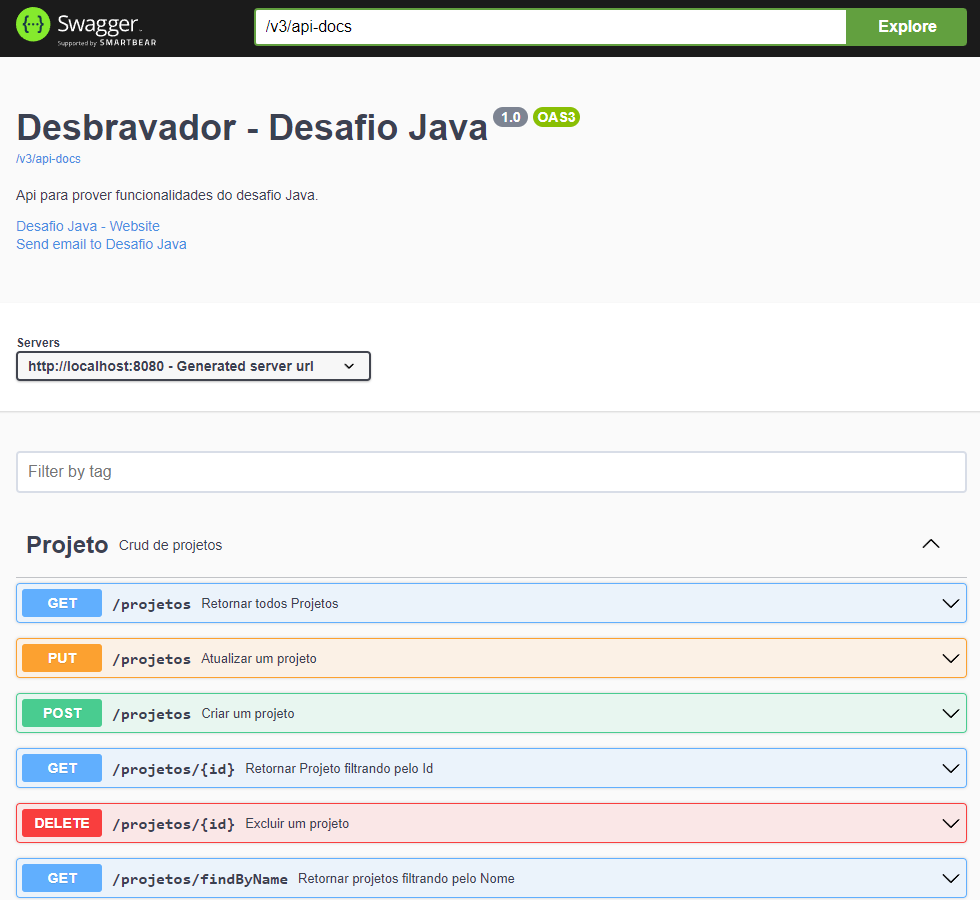 Swagger
Supported by SMARTBEAR
/v3/api-docs
Explore
Desbravador - Desafio Java 1.0 OAS3
/v3/api-docs
Api para prover funcionalidades do desafio Java.
Desafio Java - Website
Send email to Desafio Java
Servers
http://localhost:8080 - Generated server url
Filter by tag
Projeto Crud de projetos
GET /projetos Retornar todos Projetos
PUT /projetos Atualizar um projeto
POST /projetos Criar um projeto
GET /projetos/{id} Retornar Projeto filtrando pelo Id
DELETE /projetos/{id} Excluir um projeto
GET /projetos/findByName Retornar projetos filtrando pelo Nome